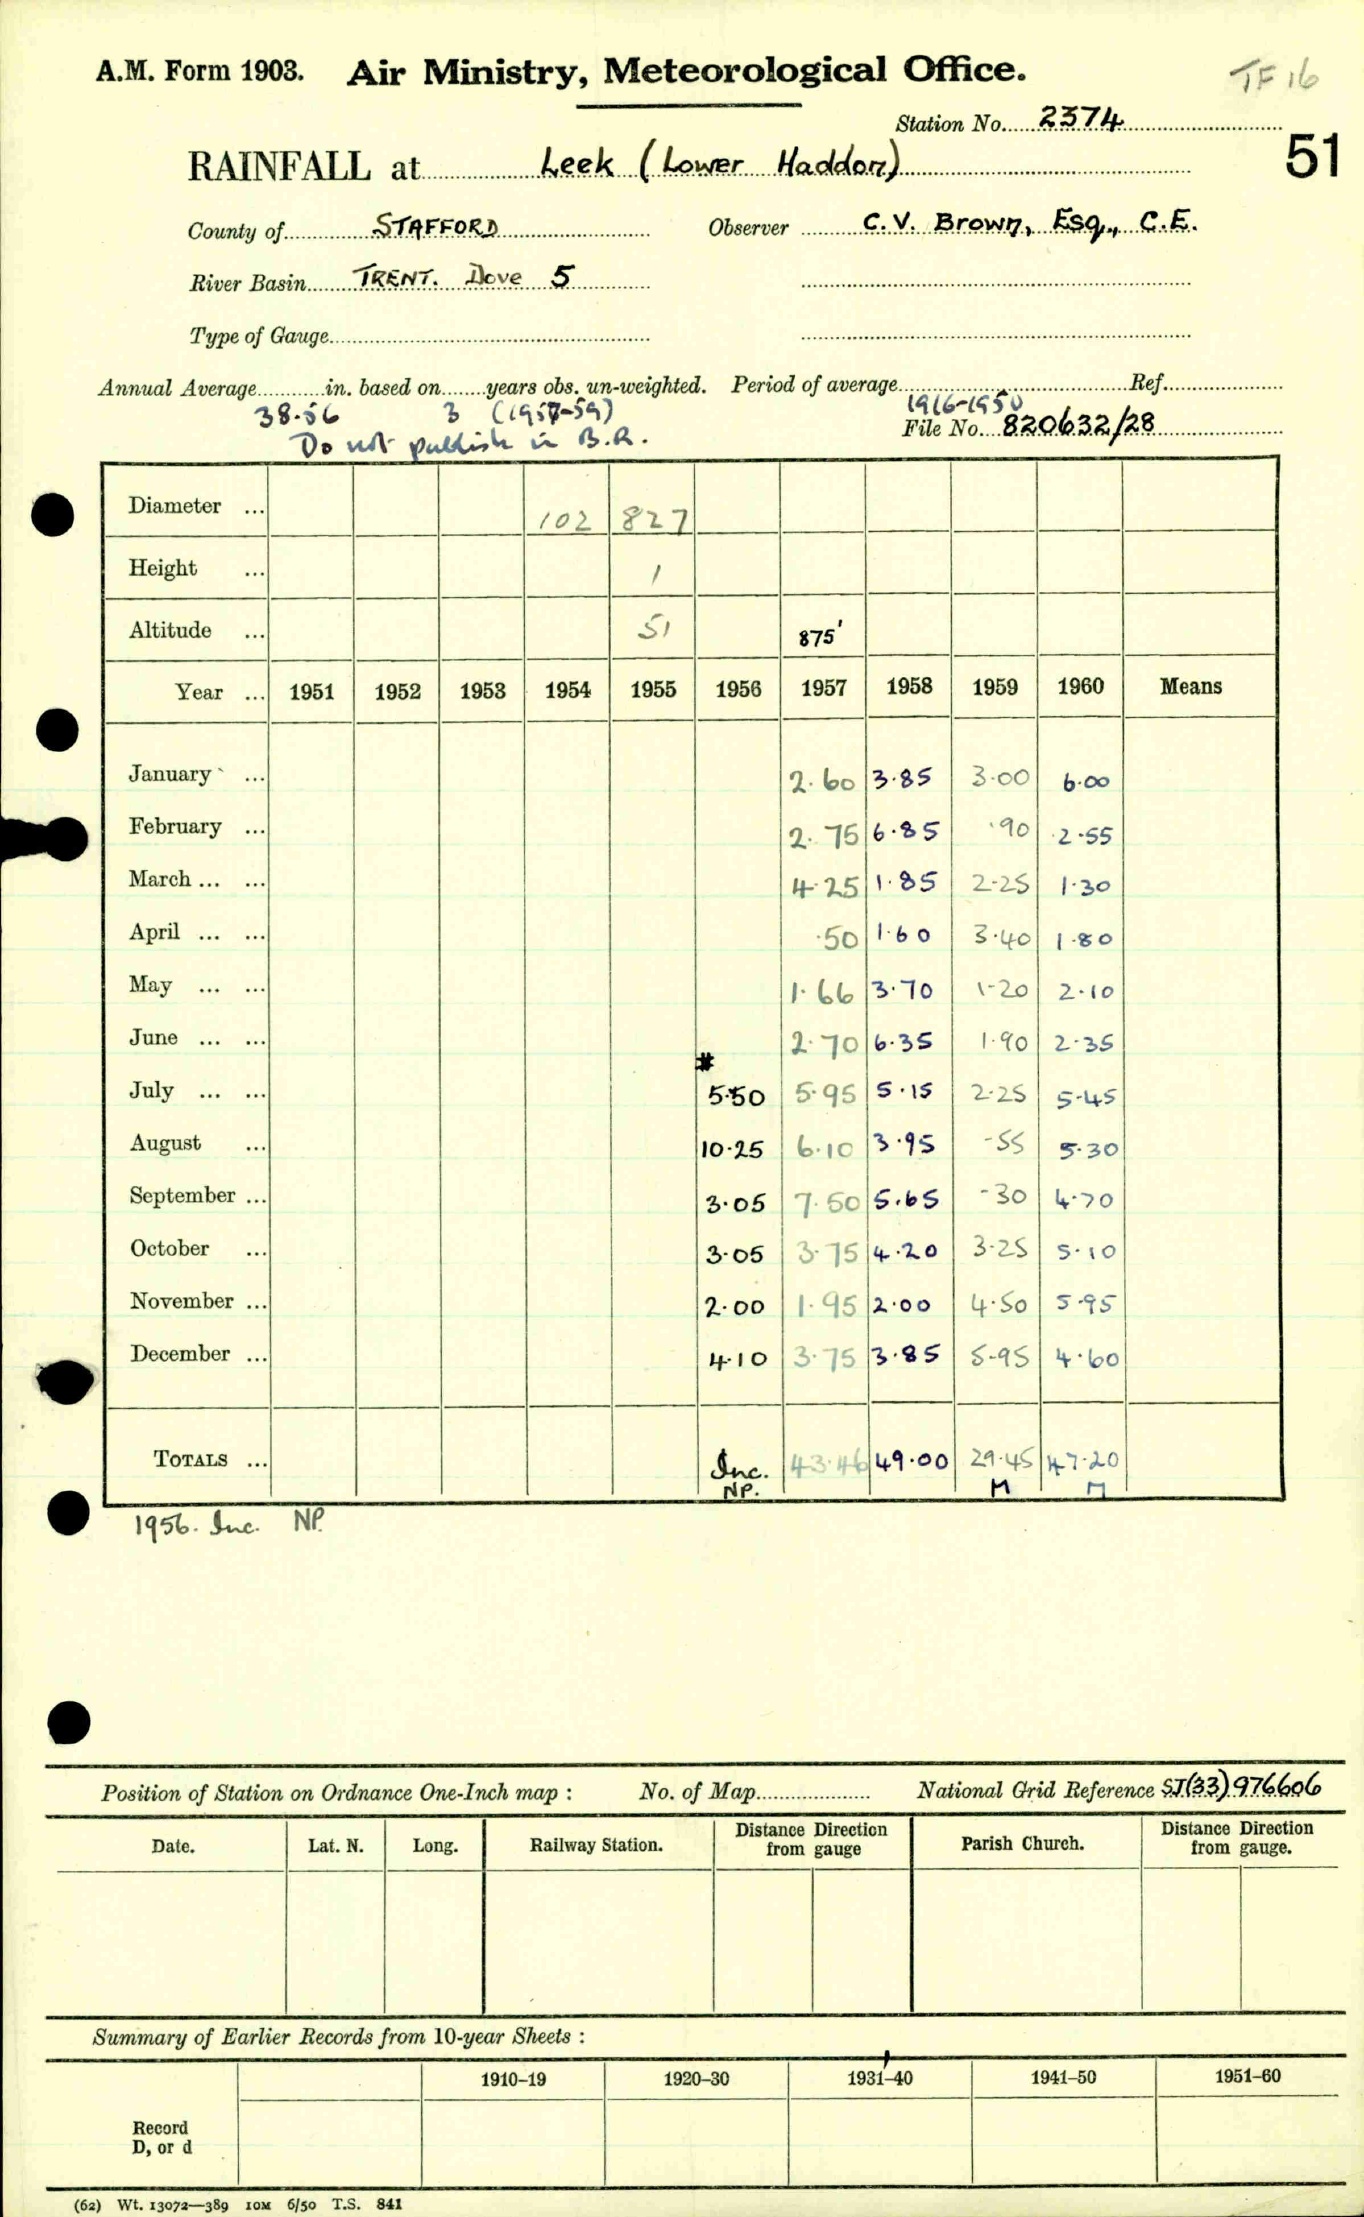 A.M. Form 1903. Air Ministry, Meteorological Office. TF 16
Station No. 2374
51
RAINFALL at Leek (Lower Haddon)
County of STAFFORD Observer C.V. Brown, Esq., C.E.
River Basin TRENT. Dove 5
Type of Gauge
Annual Average in. based on years obs. un-weighted. Period of average Ref.
38.56 3 (1957-59) 1916-1950
Do not publish in B.R. File No. 820632/28
Diameter ... 102 827
Height ... 1
Altitude ... 51 875'
Year ... 1951 1952 1953 1954 1955 1956 1957 1958 1959 1960 Means
January ... 2.60 3.85 3.00 6.00
February ... 2.75 6.85 .90 2.55
March ... ... 4.25 1.85 2.25 1.30
April ... ... .50 1.60 3.40 1.80
May ... ... 1.66 3.70 1.20 2.10
June ... ... 2.70 6.35 1.90 2.35
#
July ... ... 5.50 5.95 5.15 2.25 5.45
August ... 10.25 6.10 3.95 .55 5.30
September ... 3.05 7.50 5.65 .30 4.70
October ... 3.05 3.75 4.20 3.25 5.10
November ... 2.00 1.95 2.00 4.50 5.95
December ... 4.10 3.75 3.85 5.95 4.60
TOTALS ... Inc. 43.46 49.00 29.45 47.20
NP. M M
1956. Inc. NP.
Position of Station on Ordnance One-Inch map : No. of Map National Grid Reference SJ(33)976606
Date. Lat. N. Long. Railway Station. Distance Direction from gauge Parish Church. Distance Direction from gauge.
Summary of Earlier Records from 10-year Sheets :
1910–19 1920–30 1931–40 1941–50 1951–60
Record
D, or d
(62) Wt. 13072—389 10M 6/50 T.S. 841